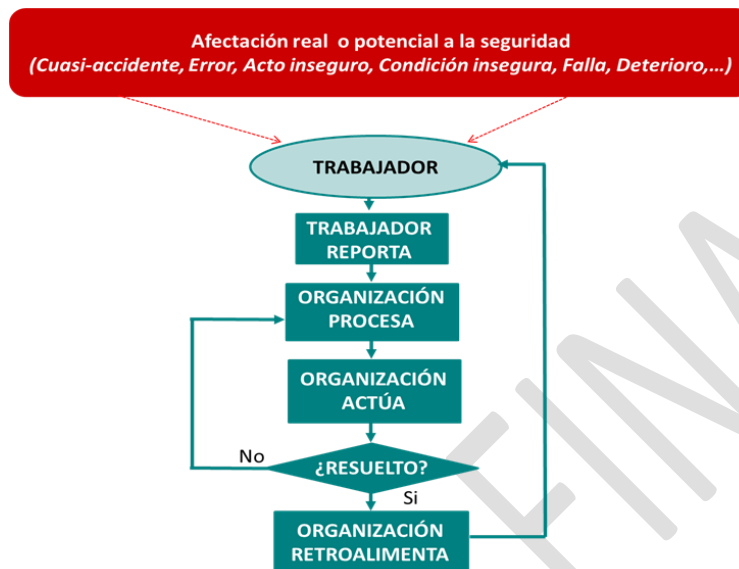 Afectación real o potencial a la seguridad
(Cuasi-accidente, Error, Acto inseguro, Condición insegura, Falla, Deterioro,...)
TRABAJADOR
TRABAJADOR
REPORTA
ORGANIZACIÓN
PROCESA
ORGANIZACIÓN
ACTÚA
No
¿RESUELTO?
Si
ORGANIZACIÓN
RETROALIMENTA
FINA